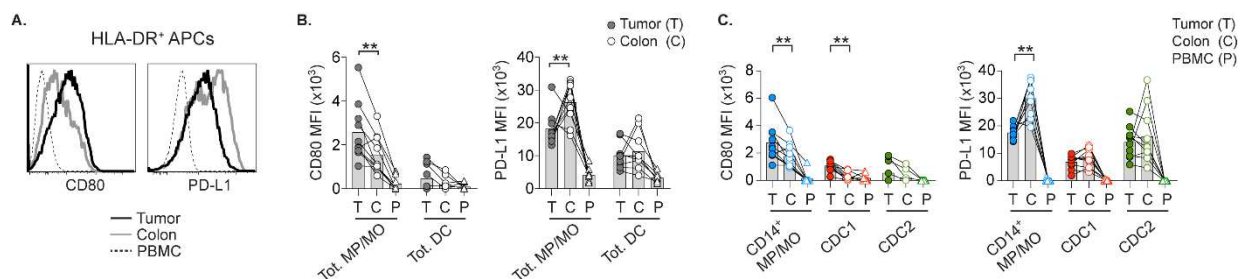 A.
HLA-DR⁺ APCs
CD80
PD-L1
Tumor
Colon
PBMC
B.
Tumor (T)
Colon (C)
CD80 MFI (x10³)
6
4
2
0
**
T C P T C P
Tot. MP/MO
Tot. DC
PD-L1 MFI (x10³)
40
30
20
10
0
**
T C P T C P
Tot. MP/MO
Tot. DC
C.
Tumor (T)
Colon (C)
PBMC (P)
CD80 MFI (x10³)
8
6
4
2
0
** **
T C P T C P T C P
CD14⁺
MP/MO
CDC1
CDC2
PD-L1 MFI (x10³)
40
30
20
10
0
**
T C P T C P T C P
CD14⁺
MP/MO
CDC1
CDC2